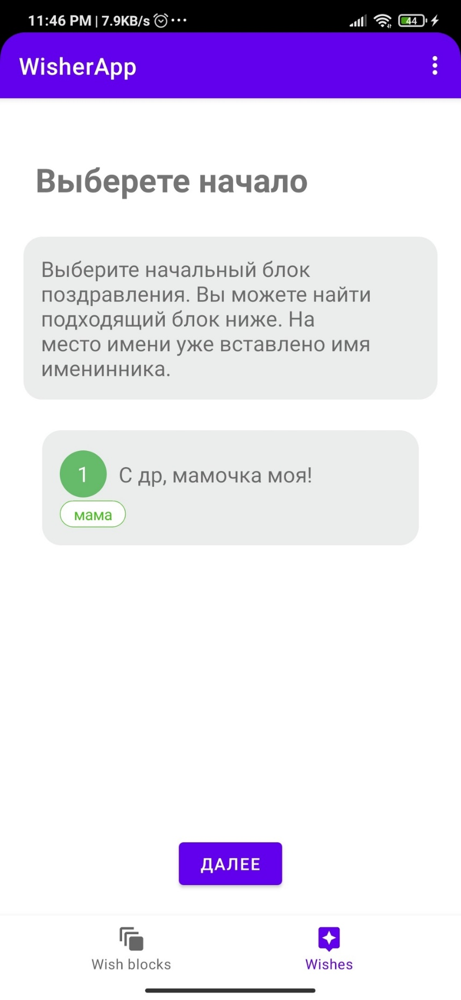 11:46 PM | 7.9KB/s ... 44
WisherApp
Выберете начало
Выберите начальный блок
поздравления. Вы можете найти
подходящий блок ниже. На
место имени уже вставлено имя
именинника.
1 С др, мамочка моя!
мама
ДАЛЕЕ
Wish blocks Wishes